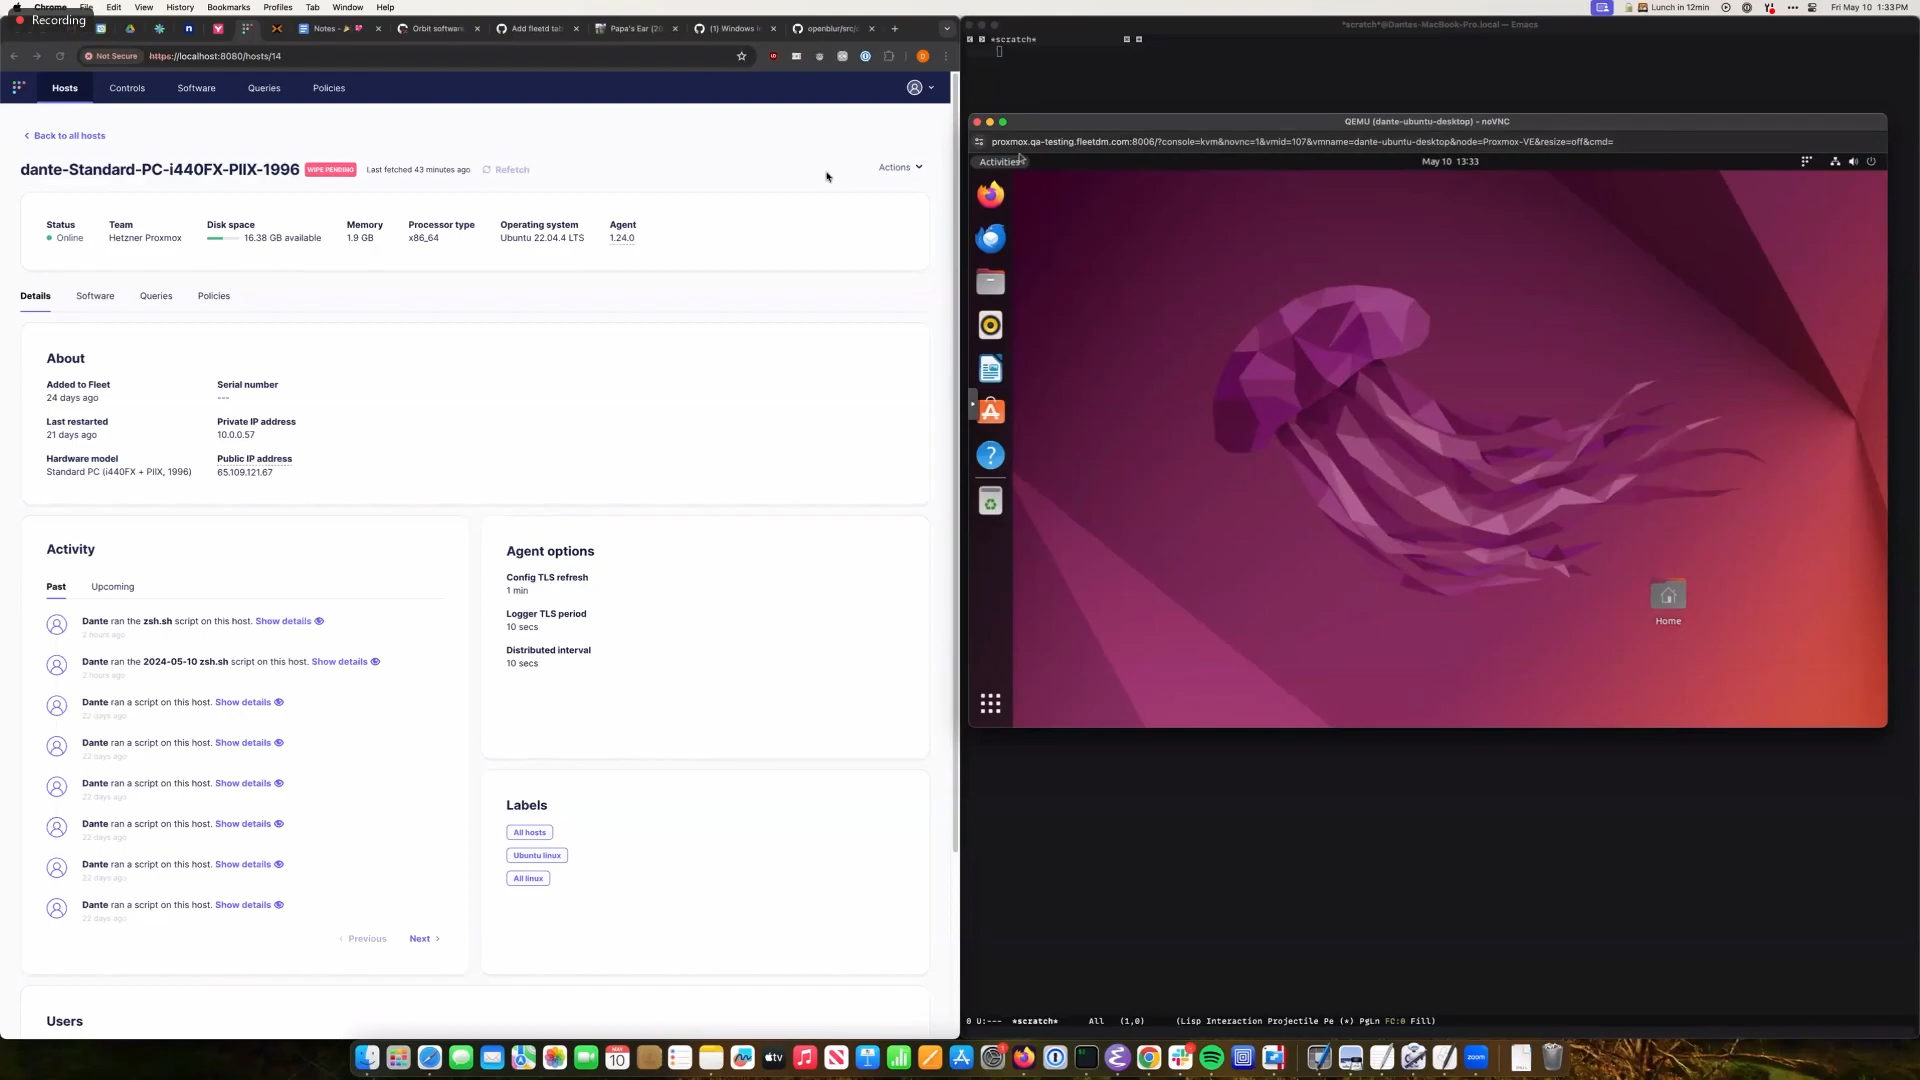 Chrome File Edit View History Bookmarks Profiles Tab Window Help
Recording
Lunch in 12min
Fri May 10 1:33PM
Notes -
Orbit software
Add fleetd tab
Papa's Ear (20
(1) Windows
openblur/src/c
Not Secure https://localhost:8080/hosts/14
Hosts Controls Software Queries Policies
Back to all hosts
dante-Standard-PC-i440FX-PIIX-1996 WIPE PENDING Last fetched 43 minutes ago Refetch Actions
Status Team Disk space Memory Processor type Operating system Agent
Online Hetzner Proxmox 16.38 GB available 1.9 GB x86_64 Ubuntu 22.04.4 LTS 1.24.0
Details Software Queries Policies
About
Added to Fleet Serial number
24 days ago ---
Last restarted Private IP address
21 days ago 10.0.0.57
Hardware model Public IP address
Standard PC (i440FX + PIIX, 1996) 65.109.121.67
Activity
Past Upcoming
Dante ran the zsh.sh script on this host. Show details
2 hours ago
Dante ran the 2024-05-10 zsh.sh script on this host. Show details
2 hours ago
Dante ran a script on this host. Show details
22 days ago
Dante ran a script on this host. Show details
22 days ago
Dante ran a script on this host. Show details
22 days ago
Dante ran a script on this host. Show details
22 days ago
Dante ran a script on this host. Show details
22 days ago
Dante ran a script on this host. Show details
22 days ago
Previous Next
Agent options
Config TLS refresh
1 min
Logger TLS period
10 secs
Distributed interval
10 secs
Labels
All hosts
Ubuntu linux
All linux
Users
*scratch*@Dantes-MacBook-Pro.local — Emacs
*scratch*
QEMU (dante-ubuntu-desktop) - noVNC
proxmox.qa-testing.fleetdm.com:8006/?console=kvm&novnc=1&vmid=107&vmname=dante-ubuntu-desktop&node=Proxmox-VE&resize=off&cmd=
Activities May 10 13:33
Home
0 U:--- *scratch* All (1,0) (Lisp Interaction Projectile Pe (*) PgLn FC:0 Fill)
MAY
10
tv
zoom